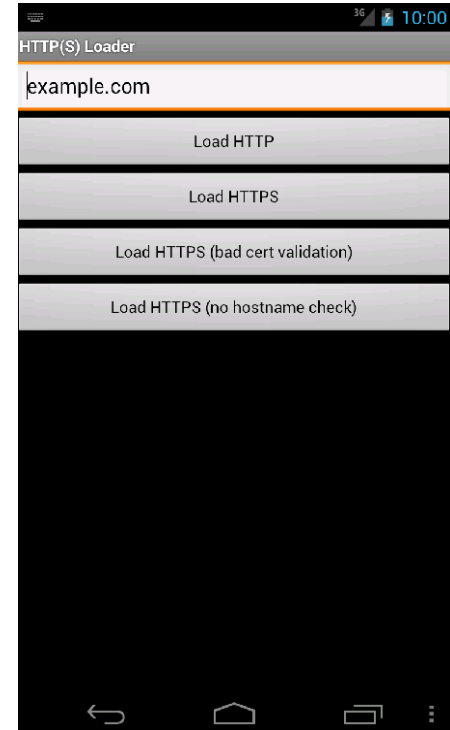 3G 10:00
HTTP(S) Loader
example.com
Load HTTP
Load HTTPS
Load HTTPS (bad cert validation)
Load HTTPS (no hostname check)